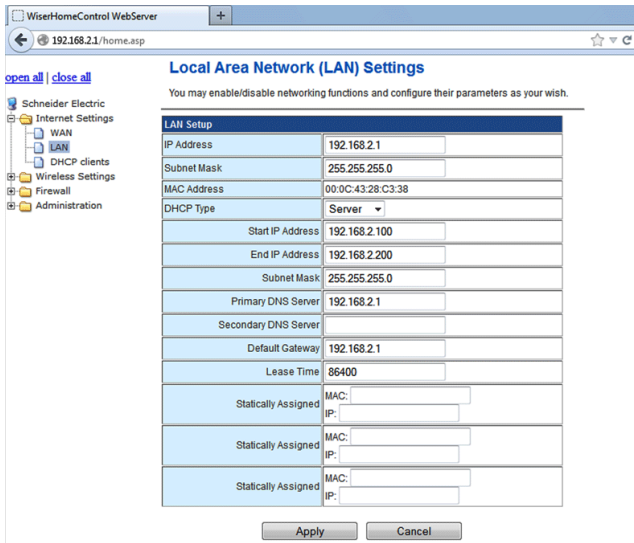 WiserHomeControl WebServer
192.168.2.1/home.asp
open all | close all
Schneider Electric
Internet Settings
WAN
LAN
DHCP clients
Wireless Settings
Firewall
Administration
Local Area Network (LAN) Settings
You may enable/disable networking functions and configure their parameters as your wish.
LAN Setup
IP Address 192.168.2.1
Subnet Mask 255.255.255.0
MAC Address 00:0C:43:28:C3:38
DHCP Type Server
Start IP Address 192.168.2.100
End IP Address 192.168.2.200
Subnet Mask 255.255.255.0
Primary DNS Server 192.168.2.1
Secondary DNS Server
Default Gateway 192.168.2.1
Lease Time 86400
Statically Assigned MAC:
IP:
Statically Assigned MAC:
IP:
Statically Assigned MAC:
IP:
Apply Cancel